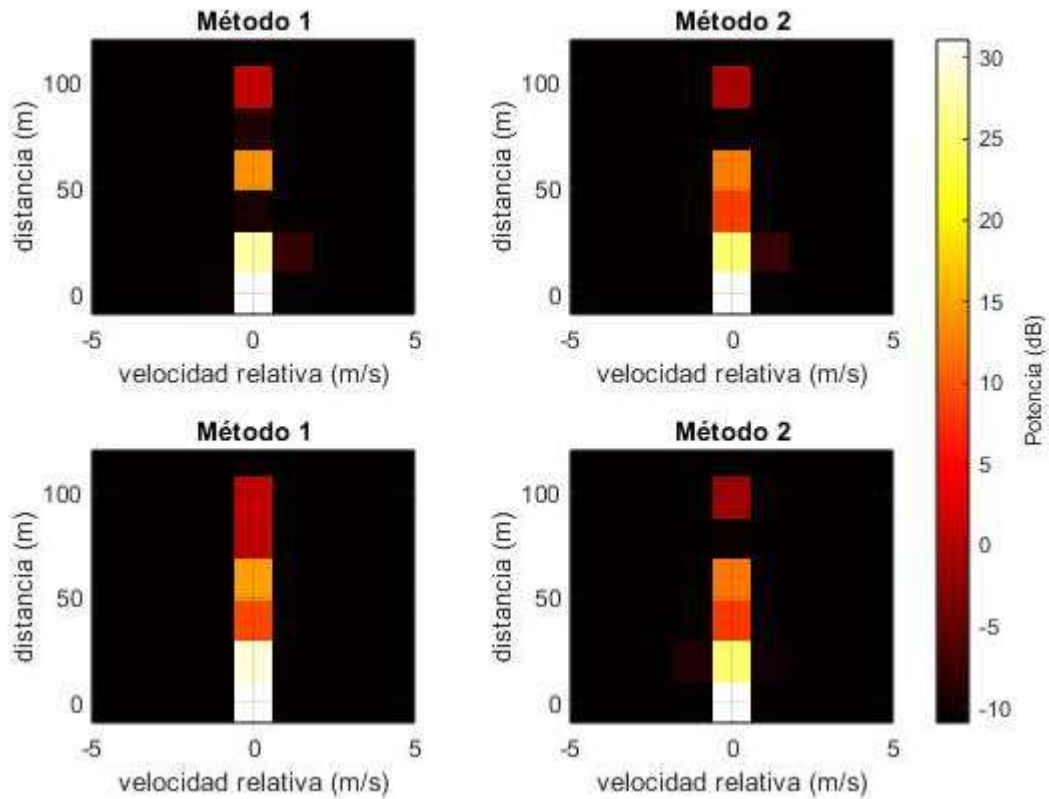 Método 1
distancia (m)
100
50
0
-5
0
5
velocidad relativa (m/s)
Método 2
distancia (m)
100
50
0
-5
0
5
velocidad relativa (m/s)
Método 1
distancia (m)
100
50
0
-5
0
5
velocidad relativa (m/s)
Método 2
distancia (m)
100
50
0
-5
0
5
velocidad relativa (m/s)
30
25
20
15
10
5
0
-5
-10
Potencia (dB)